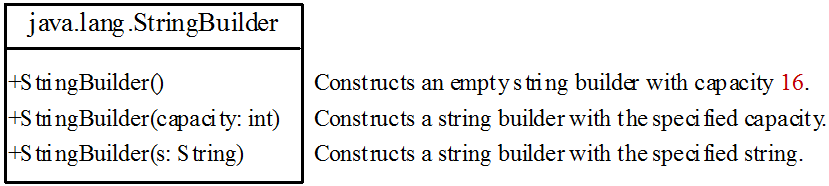 java.lang.StringBuilder
+StringBuilder() Constructs an empty string builder with capacity 16.
+StringBuilder(capacity: int) Constructs a string builder with the specified capacity.
+StringBuilder(s: String) Constructs a string builder with the specified string.